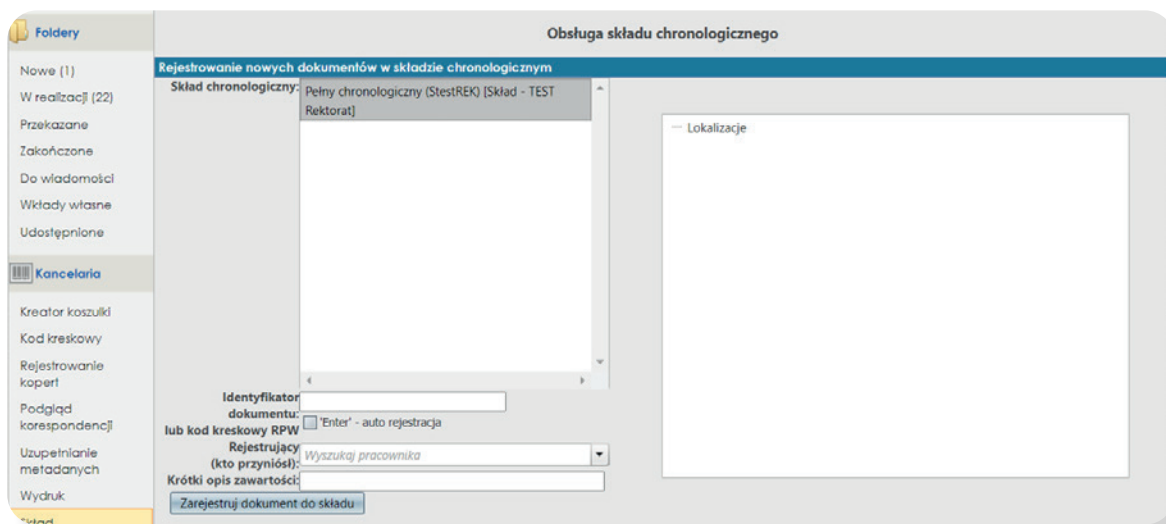 Foldery
Nowe (1)
W realizacji (22)
Przekazane
Zakończone
Do wiadomości
Wkłady własne
Udostępnione
Kancelaria
Kreator koszulki
Kod kreskowy
Rejestrowanie
kopert
Podgląd
korespondencji
Uzupełnianie
metadanych
Wydruk
Skład
Obsługa składu chronologicznego
Rejestrowanie nowych dokumentów w składzie chronologicznym
Skład chronologiczny:
Pełny chronologiczny (StestREK) [Skład - TEST
Rektorat]
Lokalizacje
Identyfikator
dokumentu:
lub kod kreskowy RPW
'Enter' - auto rejestracja
Rejestrujący
(kto przyniósł):
Wyszukaj pracownika
Krótki opis zawartości:
Zarejestruj dokument do składu